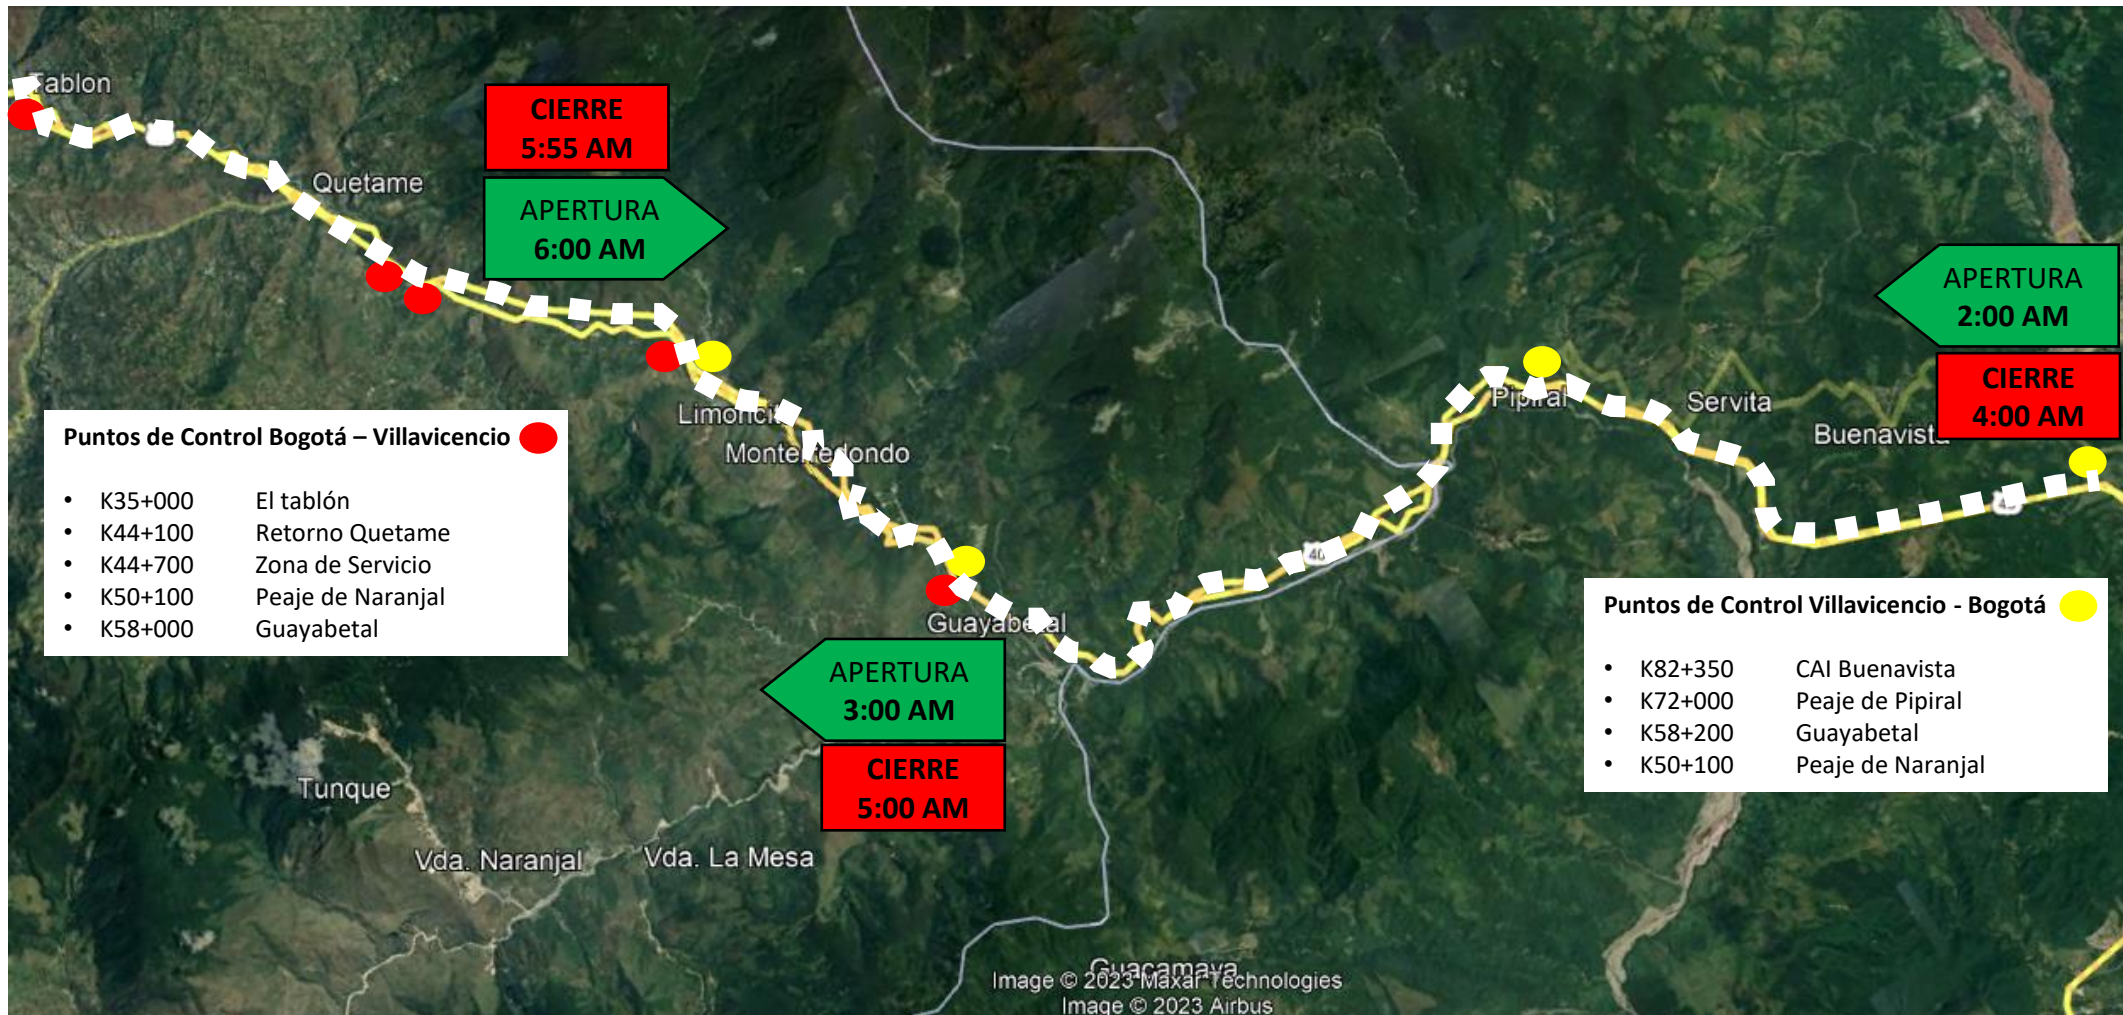 Tablon
CIERRE
5:55 AM
APERTURA
6:00 AM
Quetame
APERTURA
2:00 AM
CIERRE
4:00 AM
Limoncit
Monterredondo
Pipiral
Servita
Buenavista
Puntos de Control Bogotá – Villavicencio
• K35+000 El tablón
• K44+100 Retorno Quetame
• K44+700 Zona de Servicio
• K50+100 Peaje de Naranjal
• K58+000 Guayabetal
40
Guayabetal
APERTURA
3:00 AM
CIERRE
5:00 AM
Puntos de Control Villavicencio - Bogotá
• K82+350 CAI Buenavista
• K72+000 Peaje de Pipiral
• K58+200 Guayabetal
• K50+100 Peaje de Naranjal
Tunque
Vda. Naranjal
Vda. La Mesa
Guacamaya
Image © 2023 Maxar Technologies
Image © 2023 Airbus